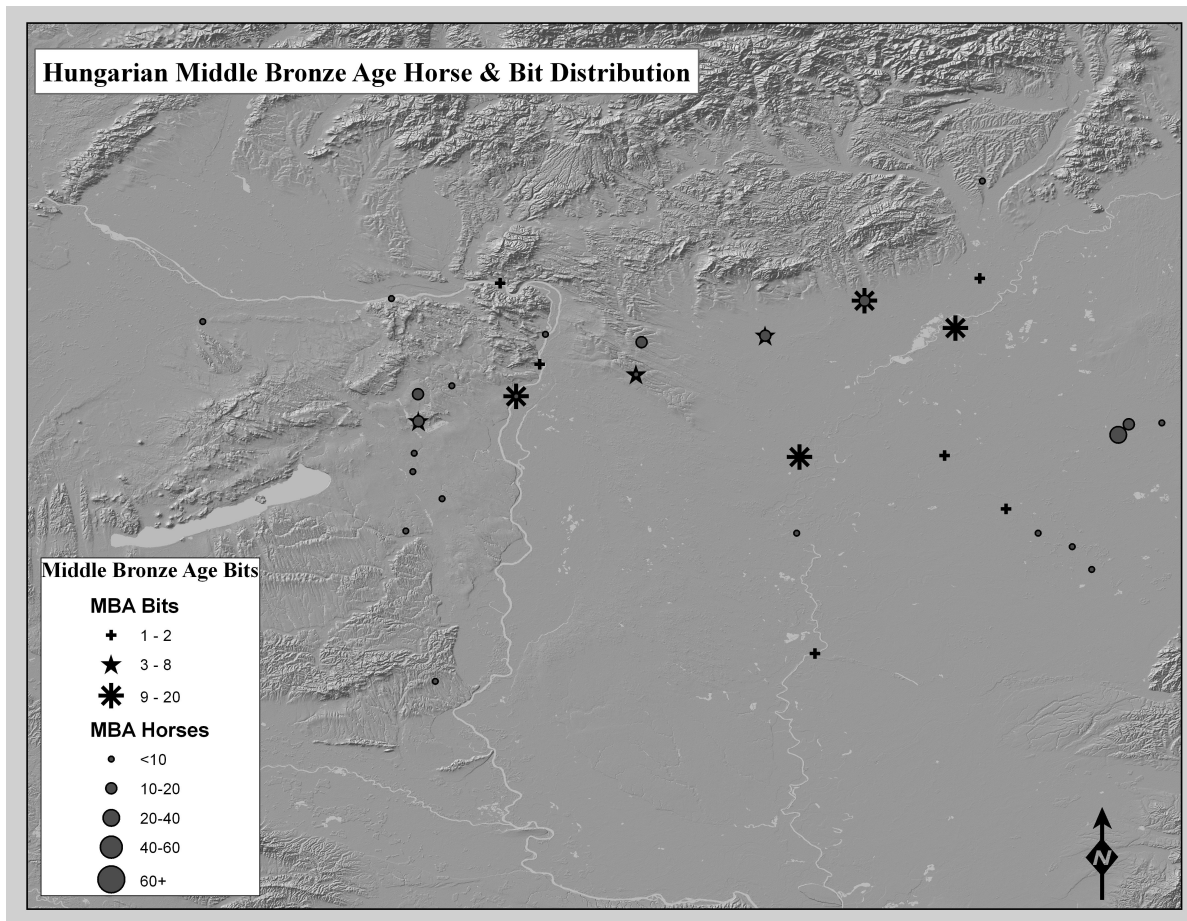 Hungarian Middle Bronze Age Horse & Bit Distribution
Middle Bronze Age Bits
MBA Bits
1 - 2
3 - 8
9 - 20
MBA Horses
<10
10-20
20-40
40-60
60+
N